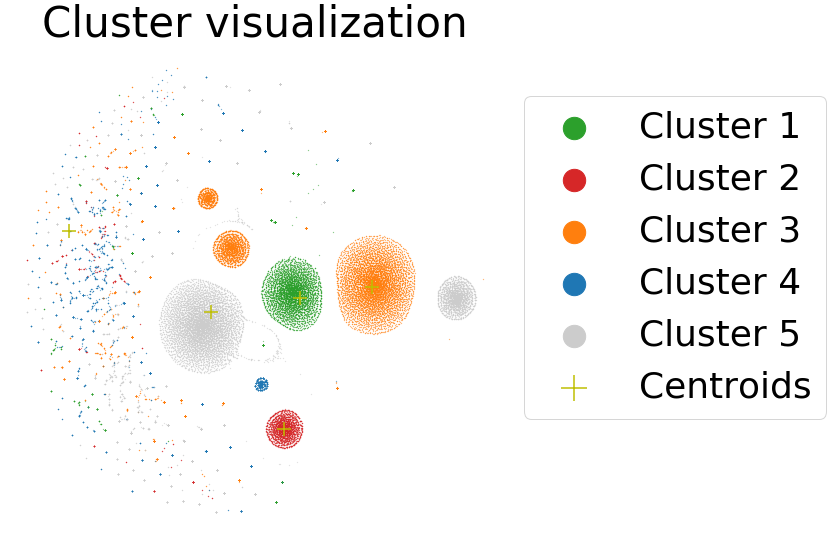 Cluster visualization
Cluster 1
Cluster 2
Cluster 3
Cluster 4
Cluster 5
Centroids